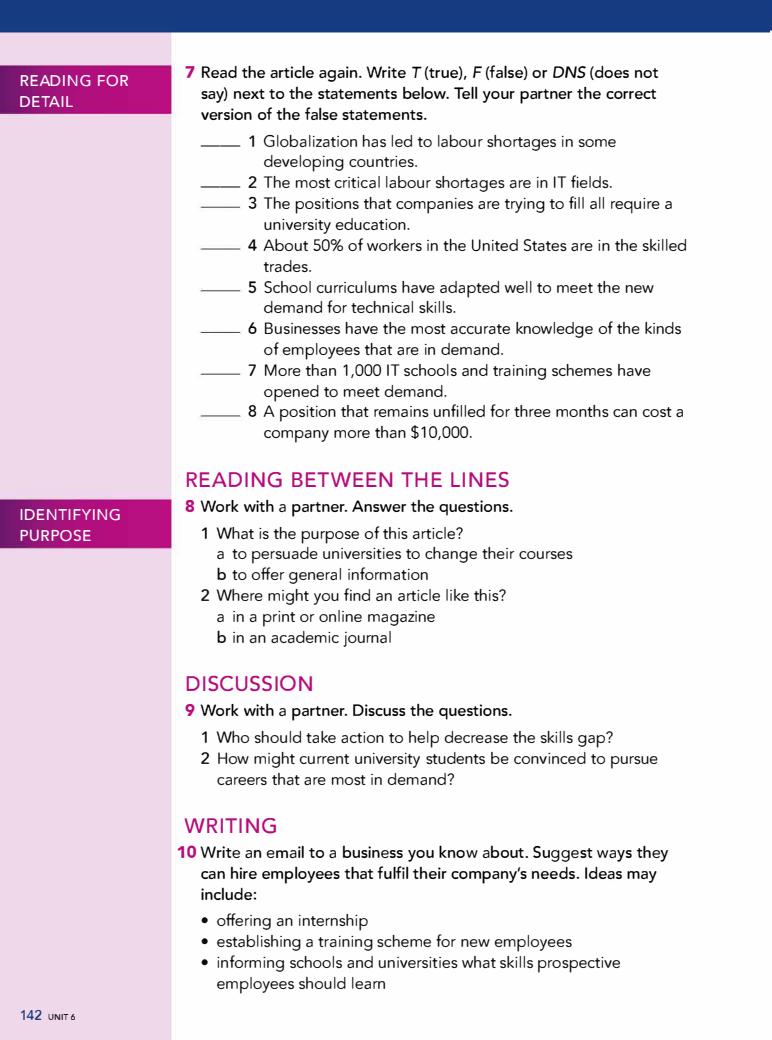 READING FOR
DETAIL
7 Read the article again. Write T (true), F (false) or DNS (does not
say) next to the statements below. Tell your partner the correct
version of the false statements.
____ 1 Globalization has led to labour shortages in some
developing countries.
____ 2 The most critical labour shortages are in IT fields.
____ 3 The positions that companies are trying to fill all require a
university education.
____ 4 About 50% of workers in the United States are in the skilled
trades.
____ 5 School curriculums have adapted well to meet the new
demand for technical skills.
____ 6 Businesses have the most accurate knowledge of the kinds
of employees that are in demand.
____ 7 More than 1,000 IT schools and training schemes have
opened to meet demand.
____ 8 A position that remains unfilled for three months can cost a
company more than $10,000.
READING BETWEEN THE LINES
IDENTIFYING
PURPOSE
8 Work with a partner. Answer the questions.
1 What is the purpose of this article?
a to persuade universities to change their courses
b to offer general information
2 Where might you find an article like this?
a in a print or online magazine
b in an academic journal
DISCUSSION
9 Work with a partner. Discuss the questions.
1 Who should take action to help decrease the skills gap?
2 How might current university students be convinced to pursue
careers that are most in demand?
WRITING
10 Write an email to a business you know about. Suggest ways they
can hire employees that fulfil their company's needs. Ideas may
include:
• offering an internship
• establishing a training scheme for new employees
• informing schools and universities what skills prospective
employees should learn
142 UNIT 6